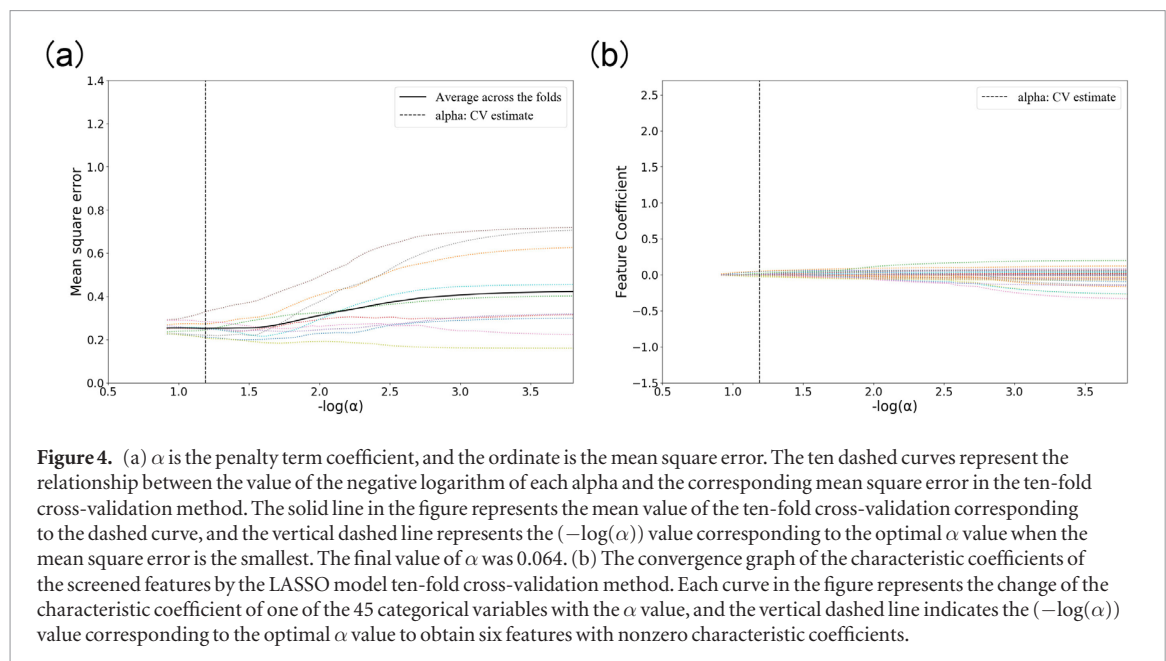 (a)
1.4
1.2
1.0
0.8
0.6
0.4
0.2
0.0
Mean square error
0.5 1.0 1.5 2.0 2.5 3.0 3.5
-log(α)
Average across the folds
alpha: CV estimate
(b)
2.5
2.0
1.5
1.0
0.5
0.0
−0.5
−1.0
−1.5
Feature Coefficient
0.5 1.0 1.5 2.0 2.5 3.0 3.5
-log(α)
alpha: CV estimate
Figure 4. (a) α is the penalty term coefficient, and the ordinate is the mean square error. The ten dashed curves represent the
relationship between the value of the negative logarithm of each alpha and the corresponding mean square error in the ten-fold
cross-validation method. The solid line in the figure represents the mean value of the ten-fold cross-validation corresponding
to the dashed curve, and the vertical dashed line represents the (−log(α)) value corresponding to the optimal α value when the
mean square error is the smallest. The final value of α was 0.064. (b) The convergence graph of the characteristic coefficients of
the screened features by the LASSO model ten-fold cross-validation method. Each curve in the figure represents the change of the
characteristic coefficient of one of the 45 categorical variables with the α value, and the vertical dashed line indicates the (−log(α))
value corresponding to the optimal α value to obtain six features with nonzero characteristic coefficients.